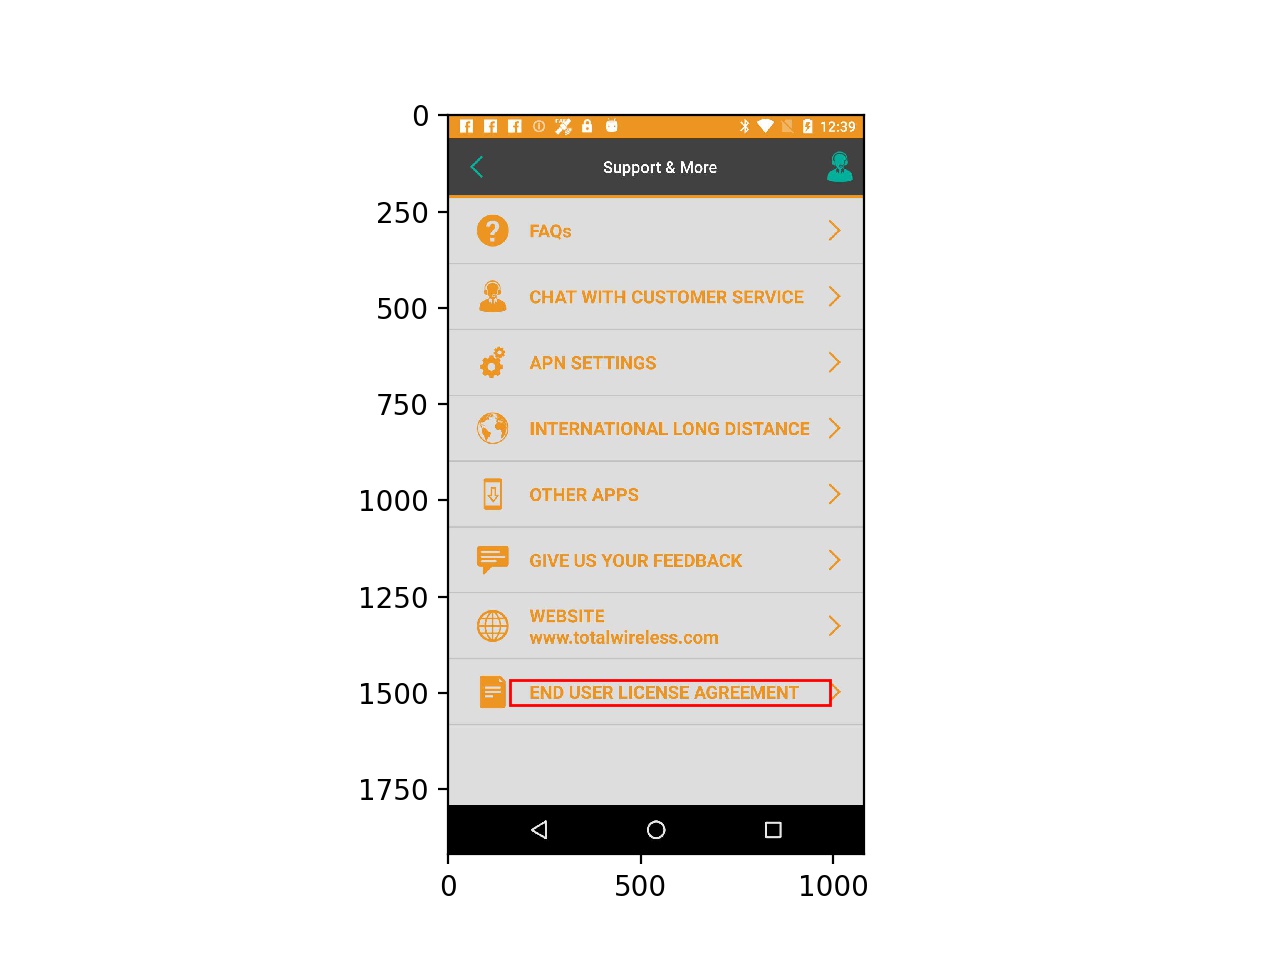 0
250
500
750
1000
1250
1500
1750
12:39
Support & More
FAQs
CHAT WITH CUSTOMER SERVICE
APN SETTINGS
INTERNATIONAL LONG DISTANCE
OTHER APPS
GIVE US YOUR FEEDBACK
WEBSITE
www.totalwireless.com
END USER LICENSE AGREEMENT
0
500
1000